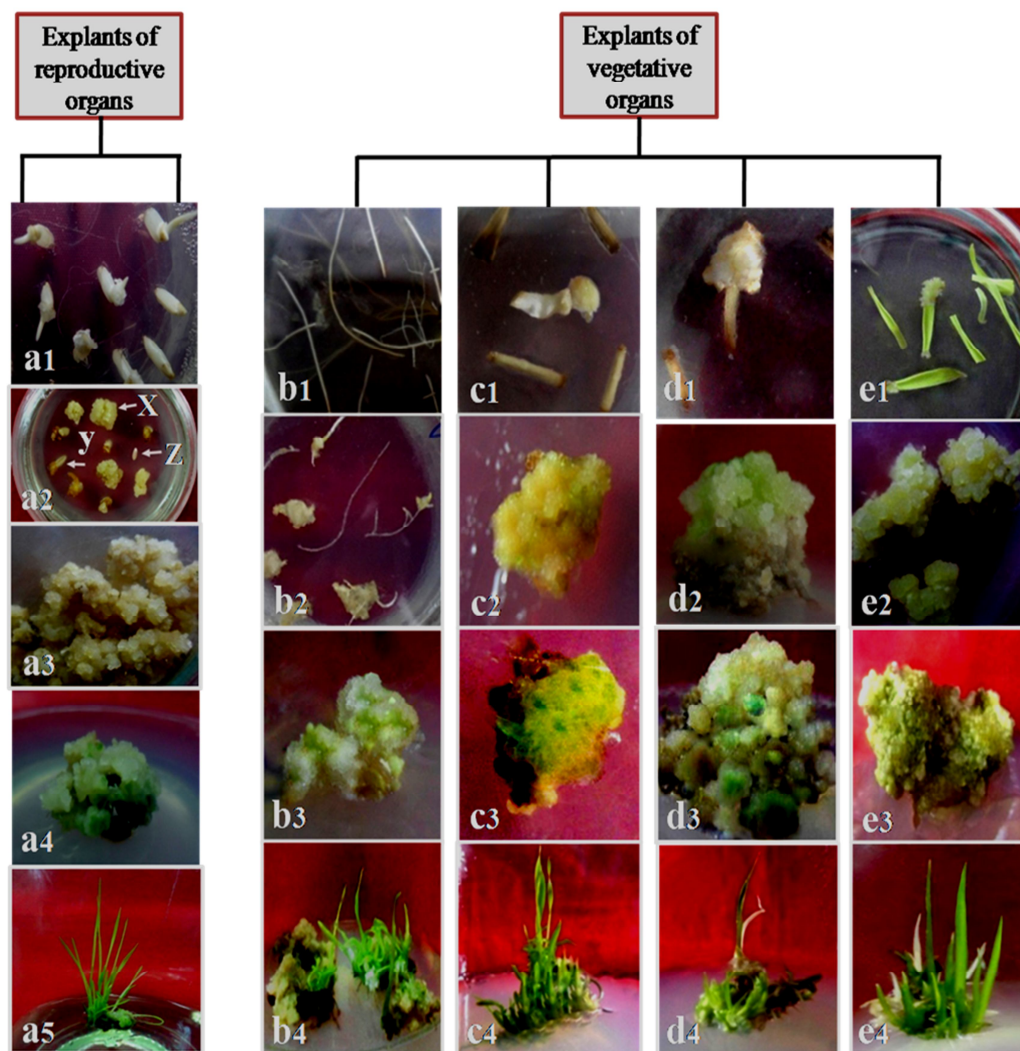 Explants of
reproductive
organs
Explants of
vegetative
organs
a1
b1
c1
d1
e1
X
y
Z
a2
b2
c2
d2
e2
a3
b3
c3
d3
e3
a4
a5
b4
c4
d4
e4